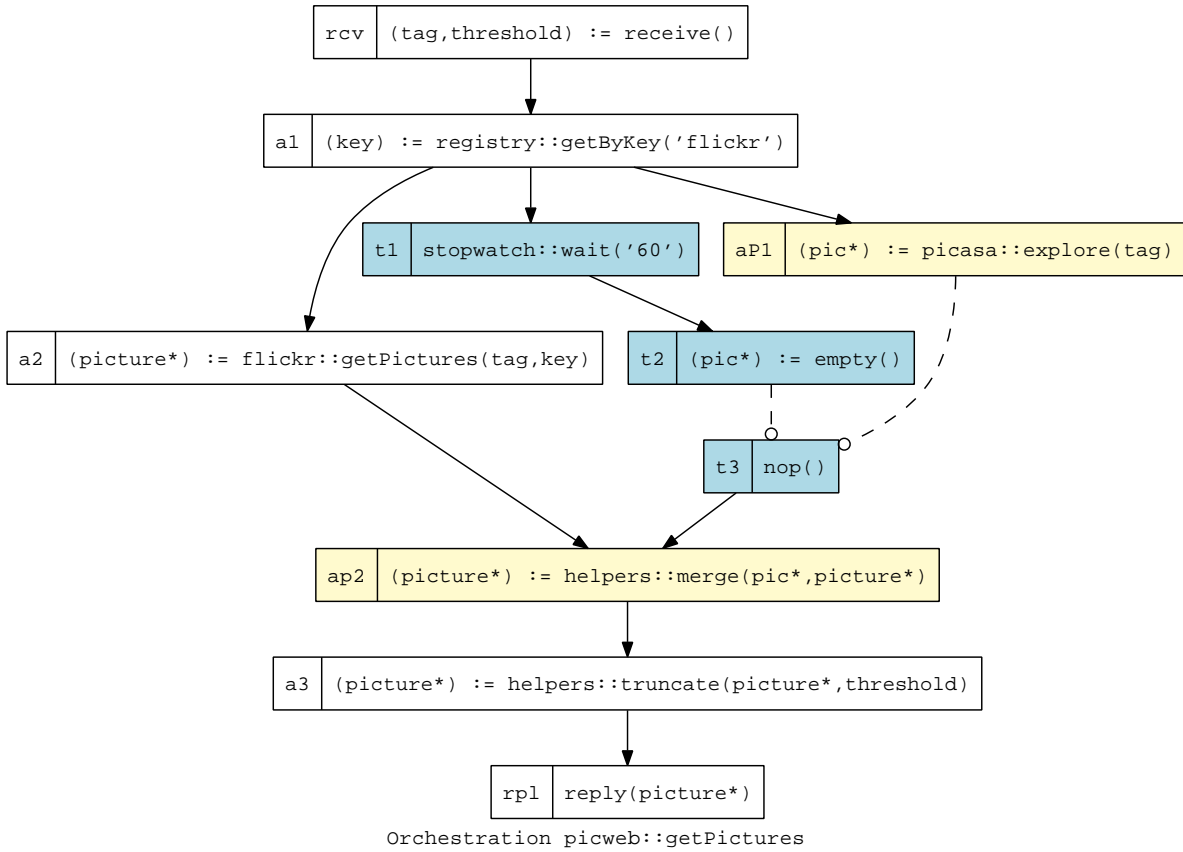 rcv (tag,threshold) := receive()
a1 (key) := registry::getByKey('flickr')
t1 stopwatch::wait('60')
aP1 (pic*) := picasa::explore(tag)
a2 (picture*) := flickr::getPictures(tag,key)
t2 (pic*) := empty()
t3 nop()
ap2 (picture*) := helpers::merge(pic*,picture*)
a3 (picture*) := helpers::truncate(picture*,threshold)
rpl reply(picture*)
Orchestration picweb::getPictures